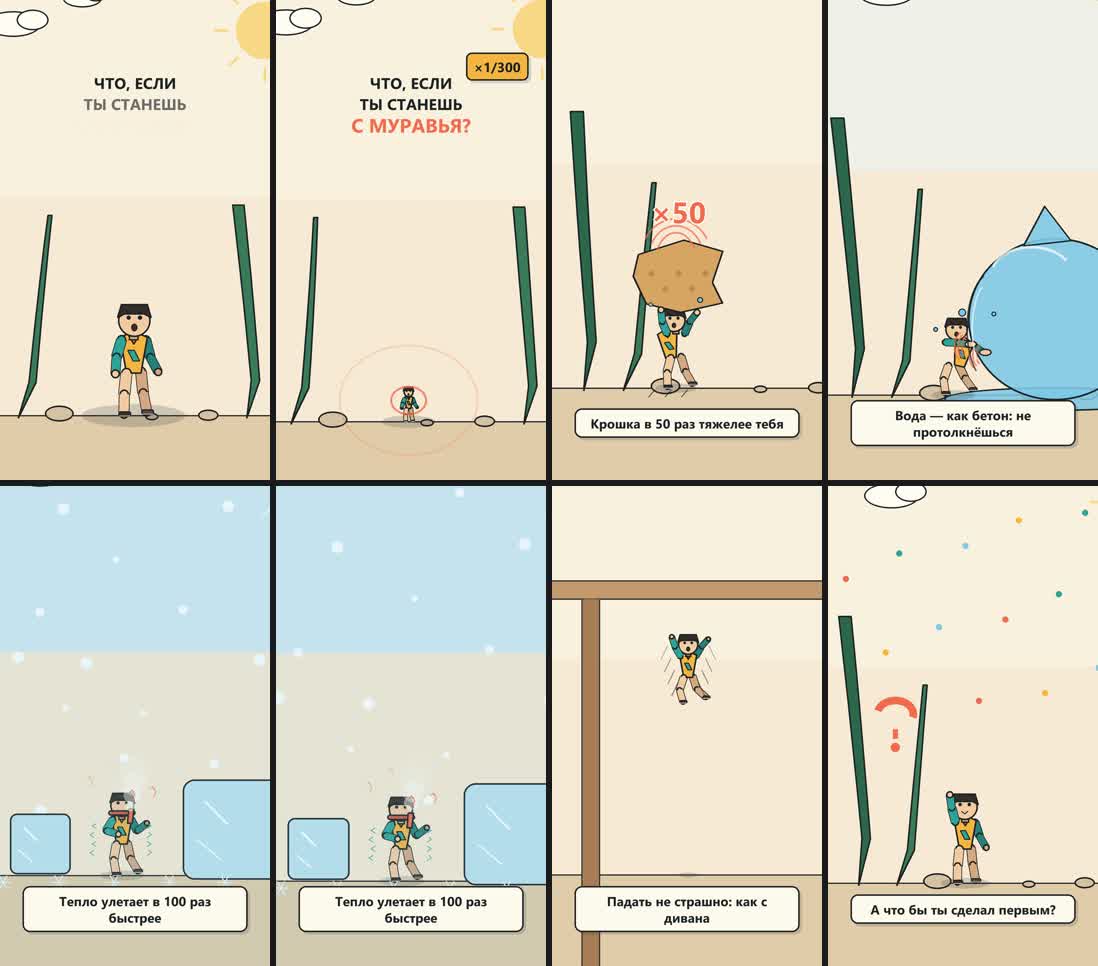 ЧТО, ЕСЛИ
ТЫ СТАНЕШЬ
×1/300
ЧТО, ЕСЛИ
ТЫ СТАНЕШЬ
С МУРАВЬЯ?
×50
Крошка в 50 раз тяжелее тебя
Вода — как бетон: не
протолкнёшься
Тепло улетает в 100 раз
быстрее
Тепло улетает в 100 раз
быстрее
Падать не страшно: как с
дивана
А что бы ты сделал первым?